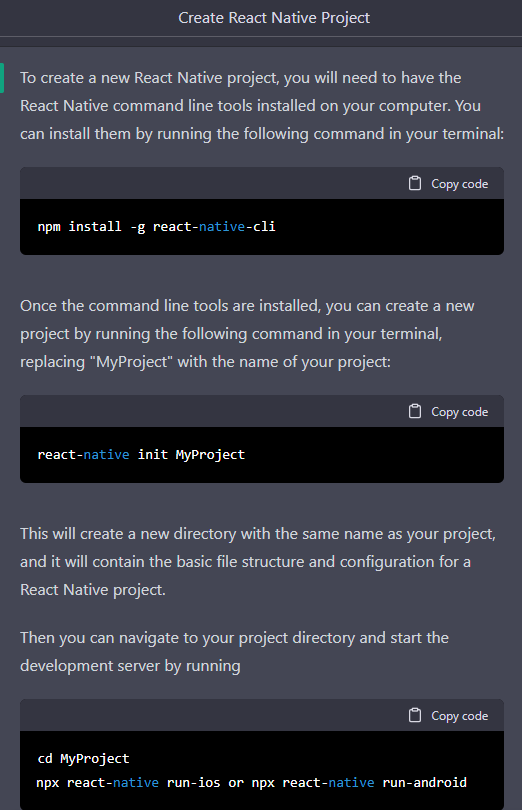 Create React Native Project
To create a new React Native project, you will need to have the
React Native command line tools installed on your computer. You
can install them by running the following command in your terminal:
Copy code
npm install -g react-native-cli
Once the command line tools are installed, you can create a new
project by running the following command in your terminal,
replacing "MyProject" with the name of your project:
Copy code
react-native init MyProject
This will create a new directory with the same name as your project,
and it will contain the basic file structure and configuration for a
React Native project.
Then you can navigate to your project directory and start the
development server by running
Copy code
cd MyProject
npx react-native run-ios or npx react-native run-android